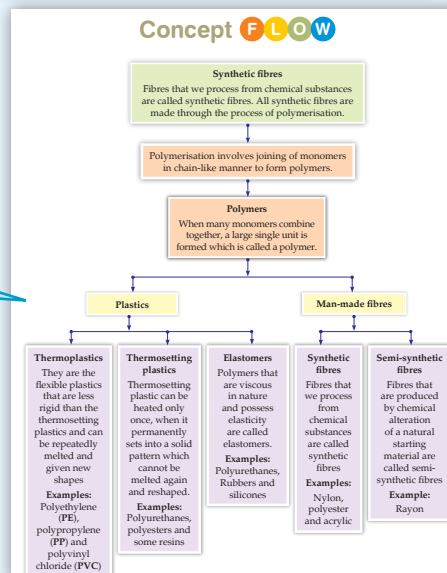 Concept FLOW
Synthetic fibres
Fibres that we process from chemical substances
are called synthetic fibres. All synthetic fibres are
made through the process of polymerisation.
Polymerisation involves joining of monomers
in chain-like manner to form polymers.
Polymers
When many monomers combine
together, a large single unit is
formed which is called a polymer.
Plastics
Man-made fibres
Thermoplastics
They are the
flexible plastics
that are less
rigid than the
thermosetting
plastics and can
be repeatedly
melted and
given new
shapes
Examples:
Polyethylene
(PE),
polypropylene
(PP) and
polyvinyl
chloride (PVC)
Thermosetting
plastics
Thermosetting
plastic can be
heated only
once, when it
permanently
sets into a solid
pattern which
cannot be
melted again
and reshaped.
Examples:
Polyurethanes,
polyesters and
some resins
Elastomers
Polymers that
are viscous
in nature
and possess
elasticity
are called
elastomers.
Examples:
Polyurethanes,
Rubbers and
silicones
Synthetic
fibres
Fibres that
we process
from
chemical
substances
are called
synthetic
fibres
Examples:
Nylon,
polyester
and acrylic
Semi-synthetic
fibres
Fibres that
are produced
by chemical
alteration
of a natural
starting
material are
called semi-
synthetic fibres
Example:
Rayon